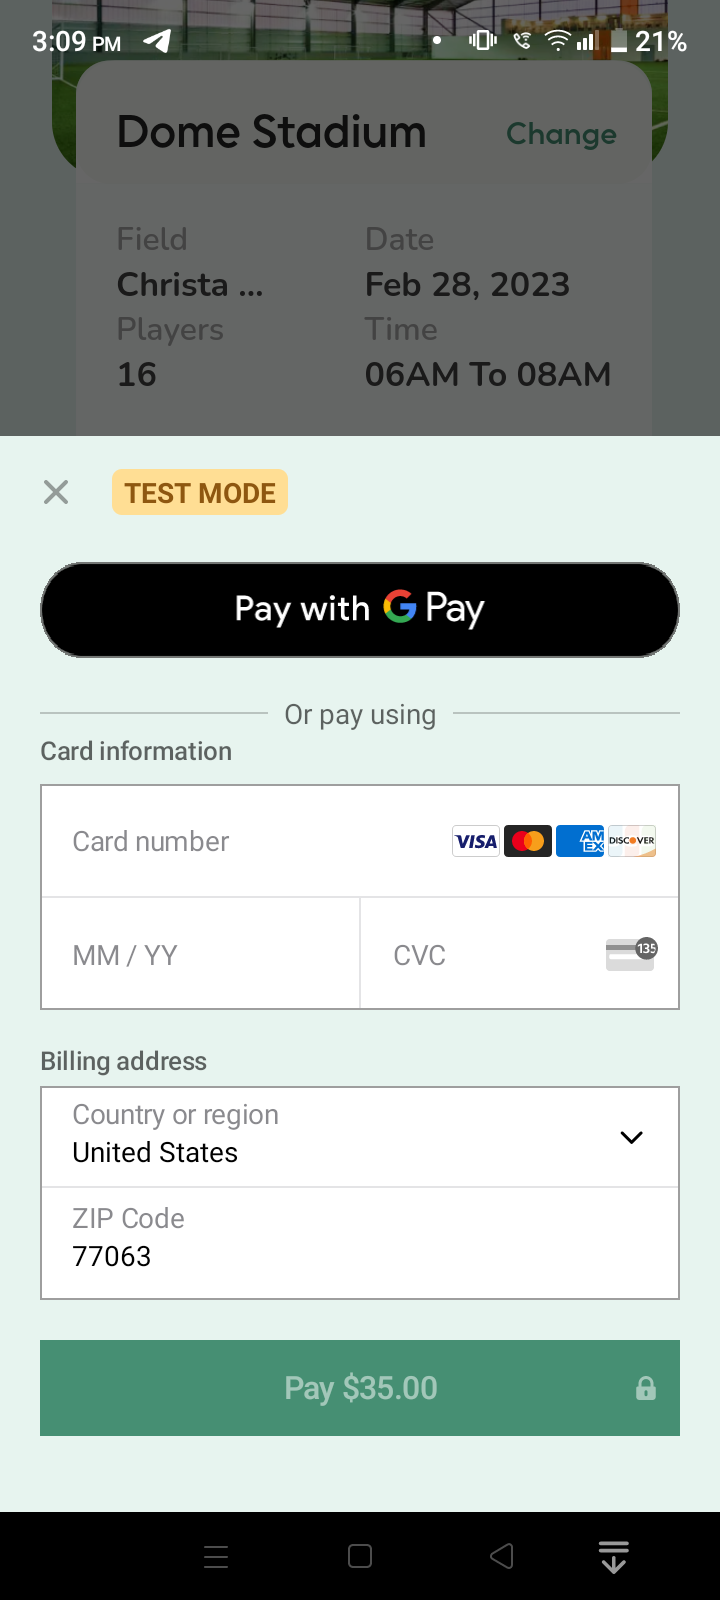 3:09 PM 21%
Dome Stadium Change
Field Date
Christa ... Feb 28, 2023
Players Time
16 06AM To 08AM
TEST MODE
Pay with G Pay
Or pay using
Card information
Card number VISA AMEX DISCOVER
MM / YY CVC 135
Billing address
Country or region
United States
ZIP Code
77063
Pay $35.00